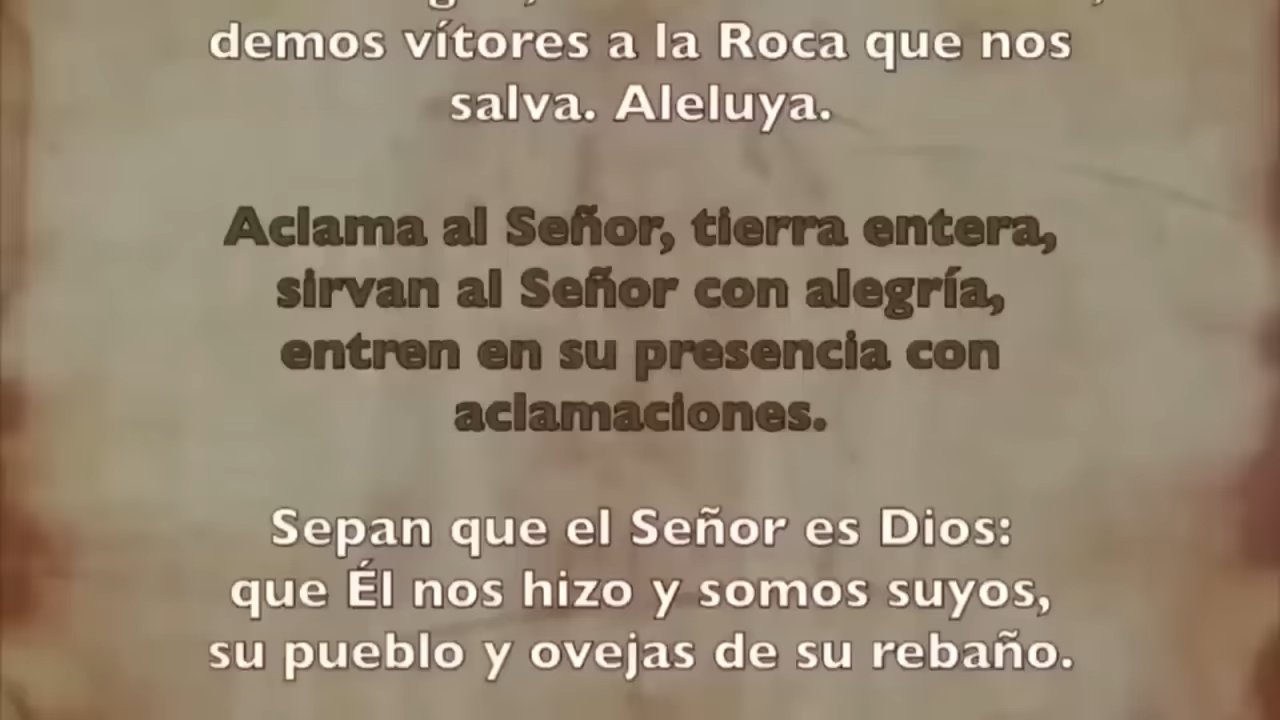 demos vítores a la Roca que nos
salva. Aleluya.
Aclama al Señor, tierra entera,
sirvan al Señor con alegría,
entren en su presencia con
aclamaciones.
Sepan que el Señor es Dios:
que Él nos hizo y somos suyos,
su pueblo y ovejas de su rebaño.